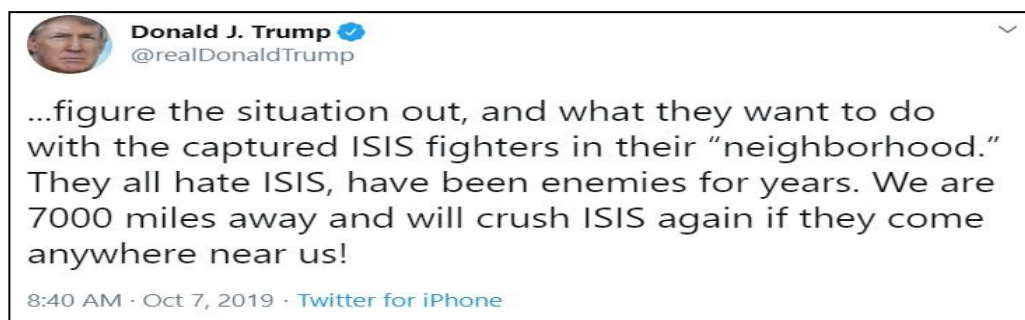 Donald J. Trump
@realDonaldTrump
...figure the situation out, and what they want to do
with the captured ISIS fighters in their “neighborhood.”
They all hate ISIS, have been enemies for years. We are
7000 miles away and will crush ISIS again if they come
anywhere near us!
8:40 AM · Oct 7, 2019 · Twitter for iPhone